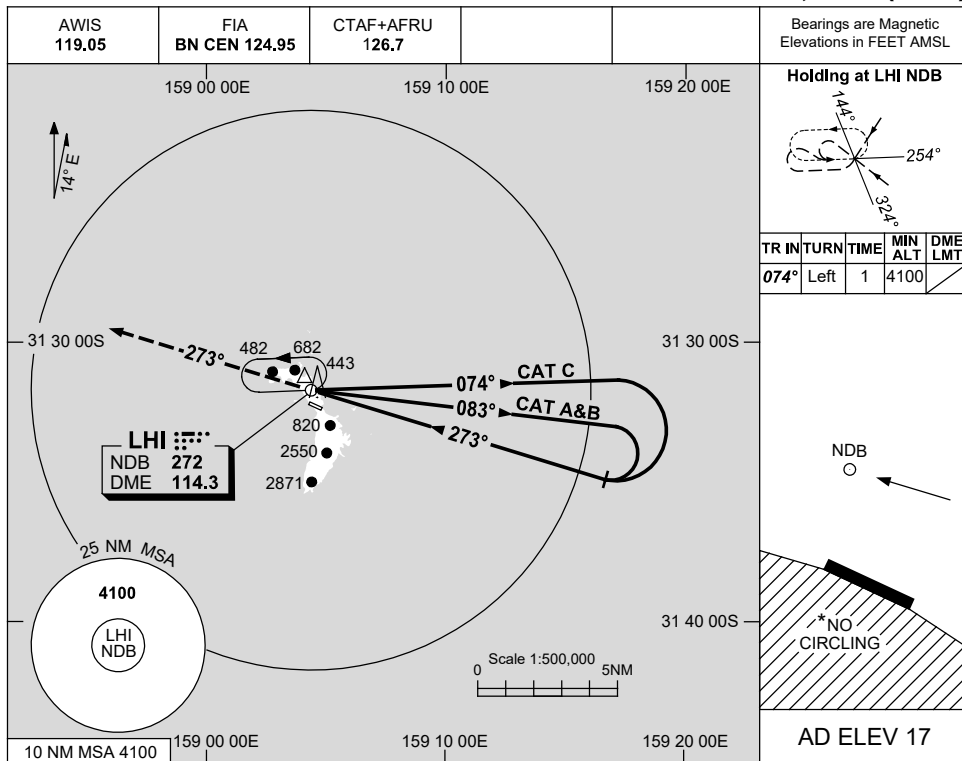 AWIS
119.05
FIA
BN CEN 124.95
CTAF+AFRU
126.7
Bearings are Magnetic
Elevations in FEET AMSL
159 00 00E
159 10 00E
159 20 00E
14° E
Holding at LHI NDB
144°
254°
324°
TR IN TURN TIME MIN ALT DME LMT
074° Left 1 4100
31 30 00S
31 30 00S
273°
482
682
443
074°
CAT C
083°
CAT A&B
273°
820
2550
2871
LHI
NDB 272
DME 114.3
NDB
25 NM MSA
4100
LHI
NDB
31 40 00S
*NO
CIRCLING
Scale 1:500,000
0
5NM
10 NM MSA 4100
159 00 00E
159 10 00E
159 20 00E
AD ELEV 17